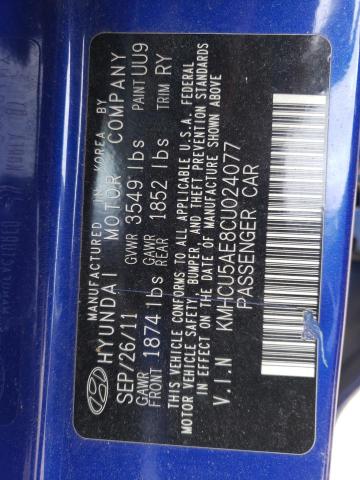 MANUFACTURED IN KOREA BY
HYUNDAI MOTOR COMPANY
SEP/26/11 GVWR 3549 lbs PAINT UU9
GAWR FRONT 1874 lbs GAWR REAR 1852 lbs TRIM RY
THIS VEHICLE CONFORMS TO ALL APPLICABLE U.S.A. FEDERAL
MOTOR VEHICLE SAFETY, BUMPER, AND THEFT PREVENTION STANDARDS
IN EFFECT ON THE DATE OF MANUFACTURE SHOWN ABOVE
V.I.N KMHCU5AE8CU024077
PASSENGER CAR